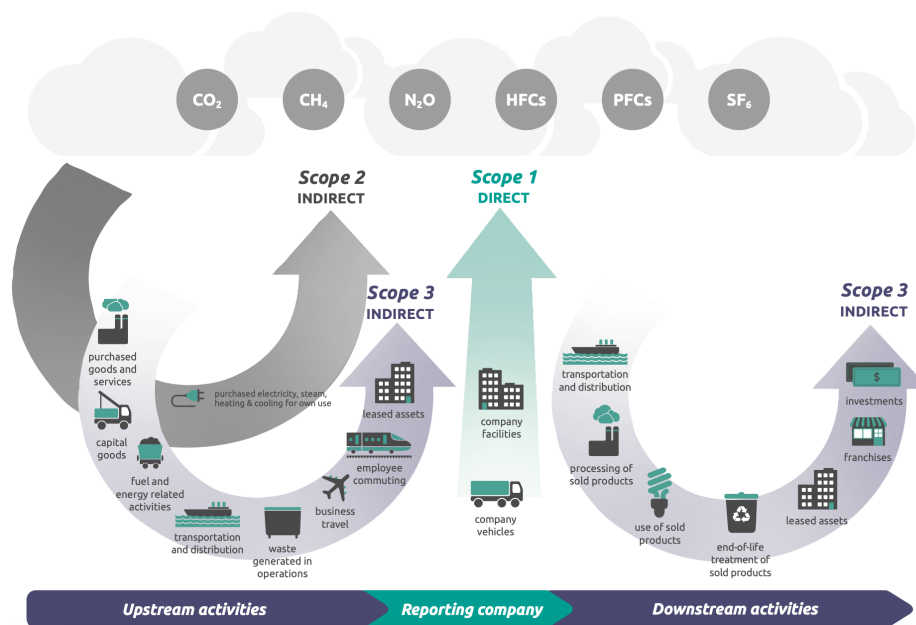 CO₂
CH₄
N₂O
HFCs
PFCs
SF₆
Scope 2
INDIRECT
Scope 1
DIRECT
Scope 3
INDIRECT
Scope 3
INDIRECT
purchased
goods and
services
capital
goods
fuel and
energy related
activities
transportation
and distribution
waste
generated in
operations
business
travel
employee
commuting
leased assets
purchased electricity, steam,
heating & cooling for own use
company
facilities
company
vehicles
transportation
and distribution
processing of
sold products
use of sold
products
end-of-life
treatment of
sold products
leased assets
franchises
$
investments
Upstream activities
Reporting company
Downstream activities